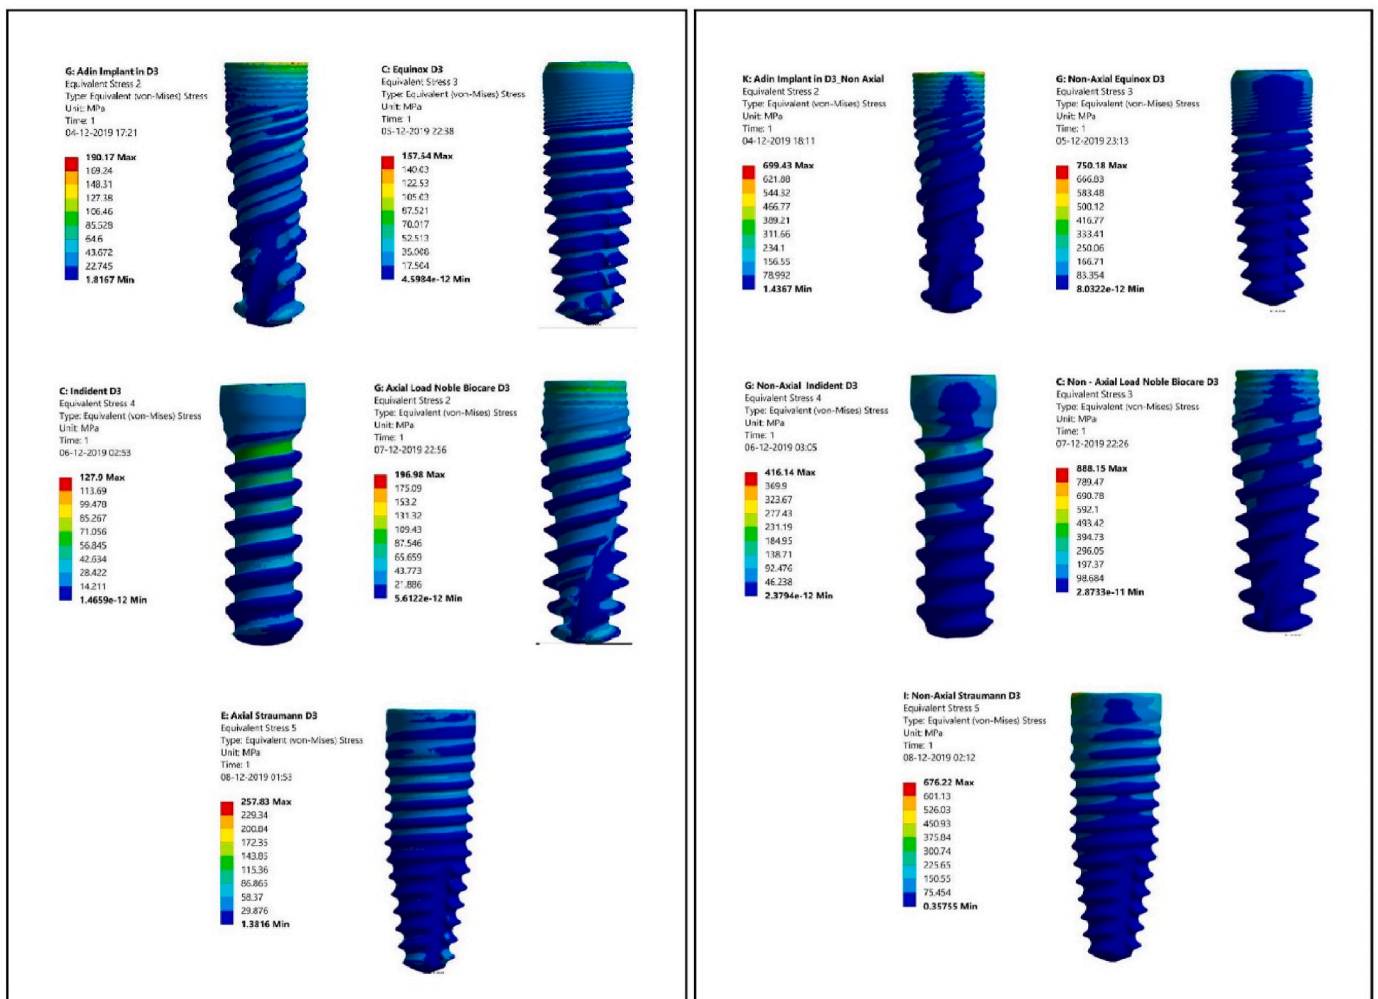 G: Adin Implant in D3
Equivalent Stress 2
Type: Equivalent (von-Mises) Stress
Unit: MPa
Time: 1
04-12-2019 17:21
190.17 Max
169.24
148.31
127.38
106.46
85.528
64.6
43.672
22.745
1.8167 Min
C: Equinox D3
Equivalent Stress 3
Type: Equivalent (von-Mises) Stress
Unit: MPa
Time: 1
05-12-2019 22:38
157.54 Max
140.03
122.53
105.03
87.521
70.017
52.513
35.008
17.504
4.5984e-12 Min
C: Indident D3
Equivalent Stress 4
Type: Equivalent (von-Mises) Stress
Unit: MPa
Time: 1
06-12-2019 02:53
127.9 Max
113.69
99.478
85.267
71.056
56.845
42.634
28.422
14.211
1.4659e-12 Min
G: Axial Load Noble Biocare D3
Equivalent Stress 2
Type: Equivalent (von-Mises) Stress
Unit: MPa
Time: 1
07-12-2019 22:56
196.98 Max
175.09
153.2
131.32
109.43
87.546
65.659
43.773
21.886
5.6122e-12 Min
E: Axial Straumann D3
Equivalent Stress 5
Type: Equivalent (von-Mises) Stress
Unit: MPa
Time: 1
08-12-2019 01:53
257.83 Max
229.34
200.84
172.35
143.85
115.36
86.865
58.37
29.876
1.3816 Min
K: Adin Implant in D3_Non Axial
Equivalent Stress 2
Type: Equivalent (von-Mises) Stress
Unit: MPa
Time: 1
04-12-2019 18:11
699.43 Max
621.88
544.32
466.77
389.21
311.66
234.1
156.55
78.992
1.4367 Min
G: Non-Axial Equinox D3
Equivalent Stress 3
Type: Equivalent (von-Mises) Stress
Unit: MPa
Time: 1
05-12-2019 23:13
750.18 Max
666.83
583.48
500.12
416.77
333.41
250.06
166.71
83.354
8.0322e-12 Min
G: Non-Axial Indident D3
Equivalent Stress 4
Type: Equivalent (von-Mises) Stress
Unit: MPa
Time: 1
06-12-2019 03:05
416.14 Max
369.9
323.67
277.43
231.19
184.95
138.71
92.476
46.238
2.3794e-12 Min
C: Non - Axial Load Noble Biocare D3
Equivalent Stress 3
Type: Equivalent (von-Mises) Stress
Unit: MPa
Time: 1
07-12-2019 22:26
888.15 Max
789.47
690.78
592.1
493.42
394.73
296.05
197.37
98.684
2.8733e-11 Min
I: Non-Axial Straumann D3
Equivalent Stress 5
Type: Equivalent (von-Mises) Stress
Unit: MPa
Time: 1
08-12-2019 02:12
676.22 Max
601.13
526.03
450.93
375.84
300.74
225.65
150.55
75.454
0.35755 Min